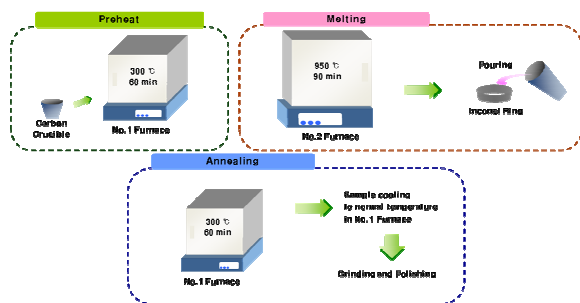 Preheat
300 ℃
60 min
Carbon
Crucible
No.1 Furnace
Melting
950 ℃
90 min
No.2 Furnace
Pouring
Inconel Ring
Annealing
300 ℃
60 min
No.1 Furnace
Sample cooling
to normal temperature
in No.1 Furnace
Grinding and Polishing